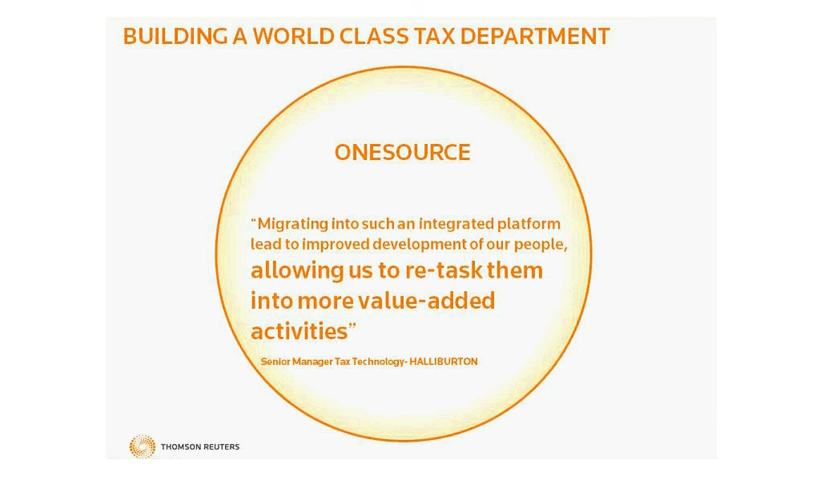 BUILDING A WORLD CLASS TAX DEPARTMENT
ONESOURCE
“Migrating into such an integrated platform
lead to improved development of our people,
allowing us to re-task them
into more value-added
activities”
Senior Manager Tax Technology- HALLIBURTON
THOMSON REUTERS